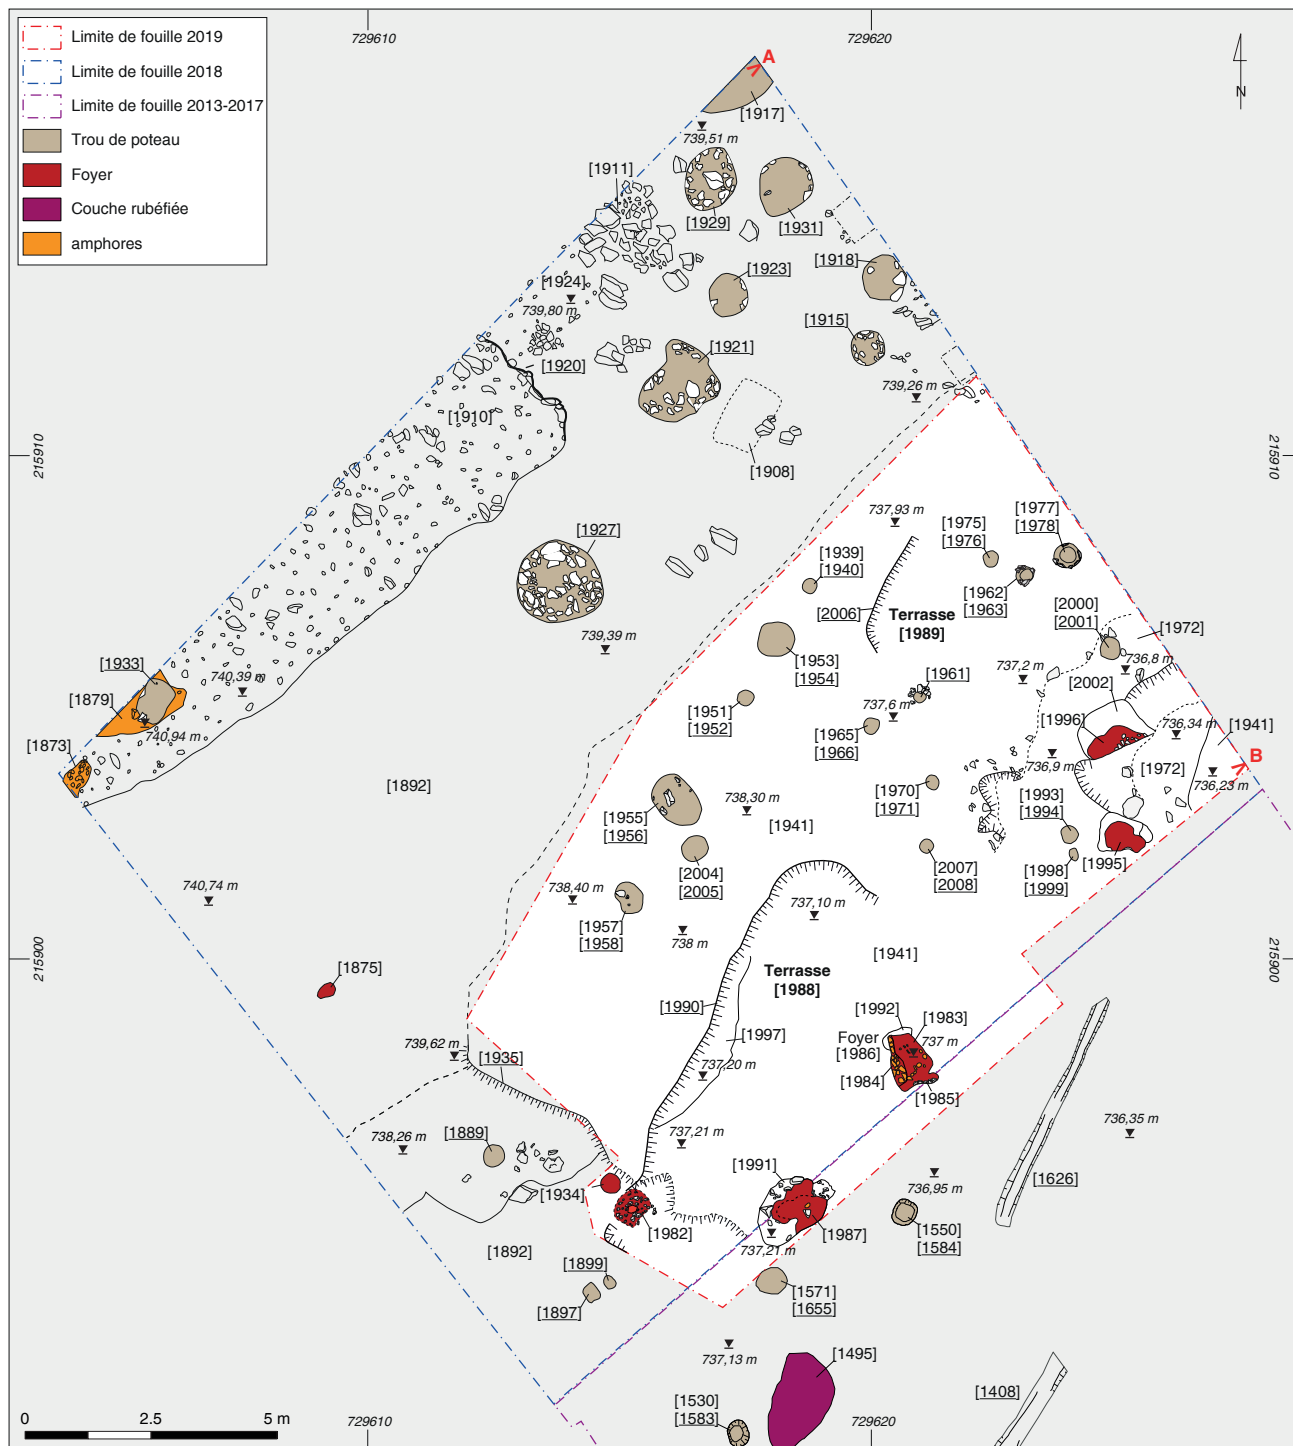 Limite de fouille 2019
Limite de fouille 2018
Limite de fouille 2013-2017
Trou de poteau
Foyer
Couche rubéfiée
amphores
729610
729620
A
N
[1917]
739,51 m
[1911]
[1929]
[1931]
[1918]
[1923]
[1924]
739,80 m
[1915]
[1920]
[1921]
739,26 m
[1910]
215910
215910
[1908]
737,93 m
[1977]
[1978]
[1975]
[1976]
[1927]
[1939]
[1940]
[1962]
[1963]
[2006]
Terrasse
[1989]
[2000]
[2001]
[1972]
739,39 m
[1933]
740,39 m
[1953]
[1954]
737,2 m
736,8 m
[1961]
[2002]
[1879]
[1951]
[1952]
737,6 m
[1996]
736,34 m
[1941]
740,94 m
[1965]
[1966]
[1873]
736,9 m
B
[1972]
736,23 m
[1892]
[1970]
[1971]
738,30 m
[1955]
[1956]
[1941]
[1993]
[1994]
[2004]
[2005]
[2007]
[2008]
[1998]
[1999]
[1995]
740,74 m
738,40 m
737,10 m
[1957]
[1958]
738 m
[1941]
215900
215900
[1875]
Terrasse
[1988]
[1990]
[1992]
[1983]
[1997]
Foyer
[1986]
737 m
739,62 m
[1935]
737,20 m
[1984]
[1985]
738,26 m
[1889]
737,21 m
736,35 m
[1991]
736,95 m
[1626]
[1934]
[1982]
[1987]
[1550]
[1584]
[1892]
737,21 m
[1899]
[1897]
[1571]
[1655]
737,13 m
[1495]
[1530]
[1583]
[1408]
0
2.5
5 m
729610
729620